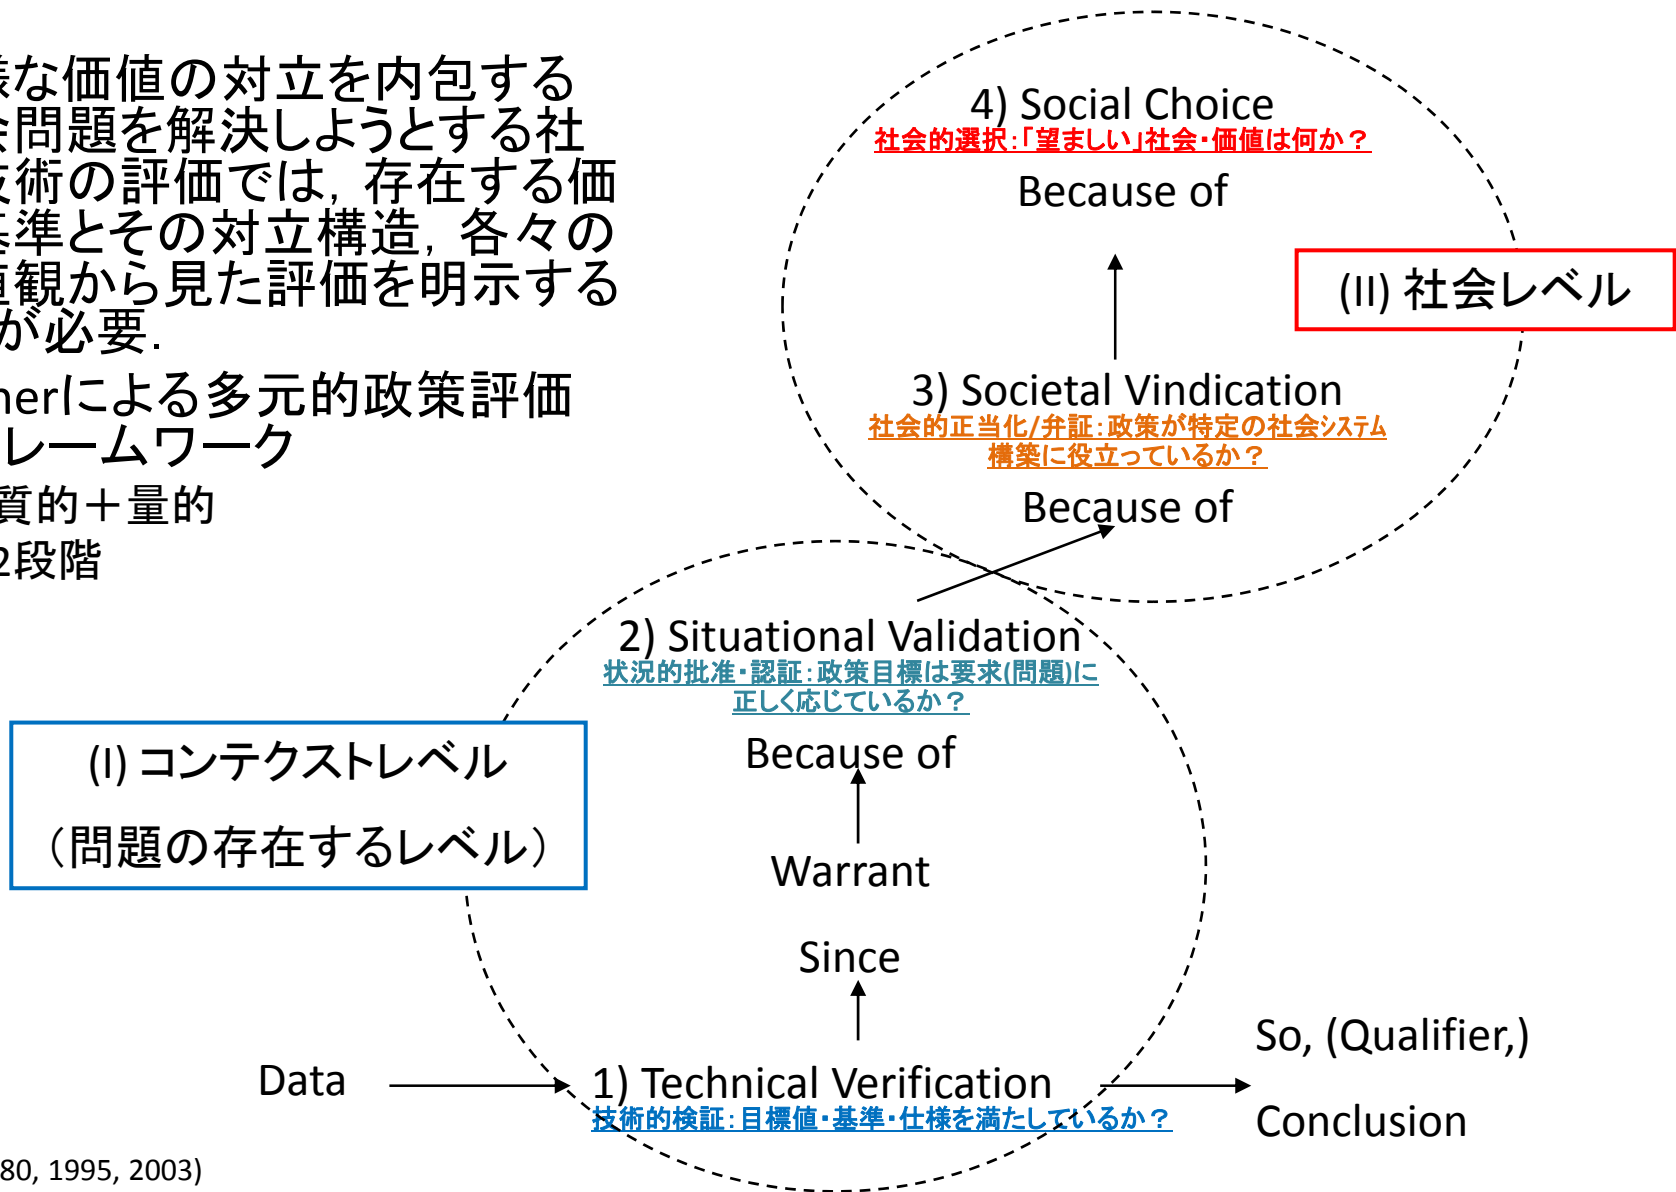 な価値の対立を内包する
問題を解決しようとする社
技術の評価では，存在する価
基準とその対立構造，各々の
値観から見た評価を明示する
が必要．
nerによる多元的政策評価
レームワーク
質的＋量的
2段階
4) Social Choice
社会的選択：「望ましい」社会・価値は何か？
Because of
(II) 社会レベル
3) Societal Vindication
社会的正当化/弁証：政策が特定の社会ｼｽﾃﾑ
構築に役立っているか？
Because of
2) Situational Validation
状況的批准・認証：政策目標は要求(問題)に
正しく応じているか？
Because of
(I) コンテクストレベル
（問題の存在するレベル）
Warrant
Since
Data
1) Technical Verification
技術的検証：目標値・基準・仕様を満たしているか？
So, (Qualifier,)
Conclusion
80, 1995, 2003)